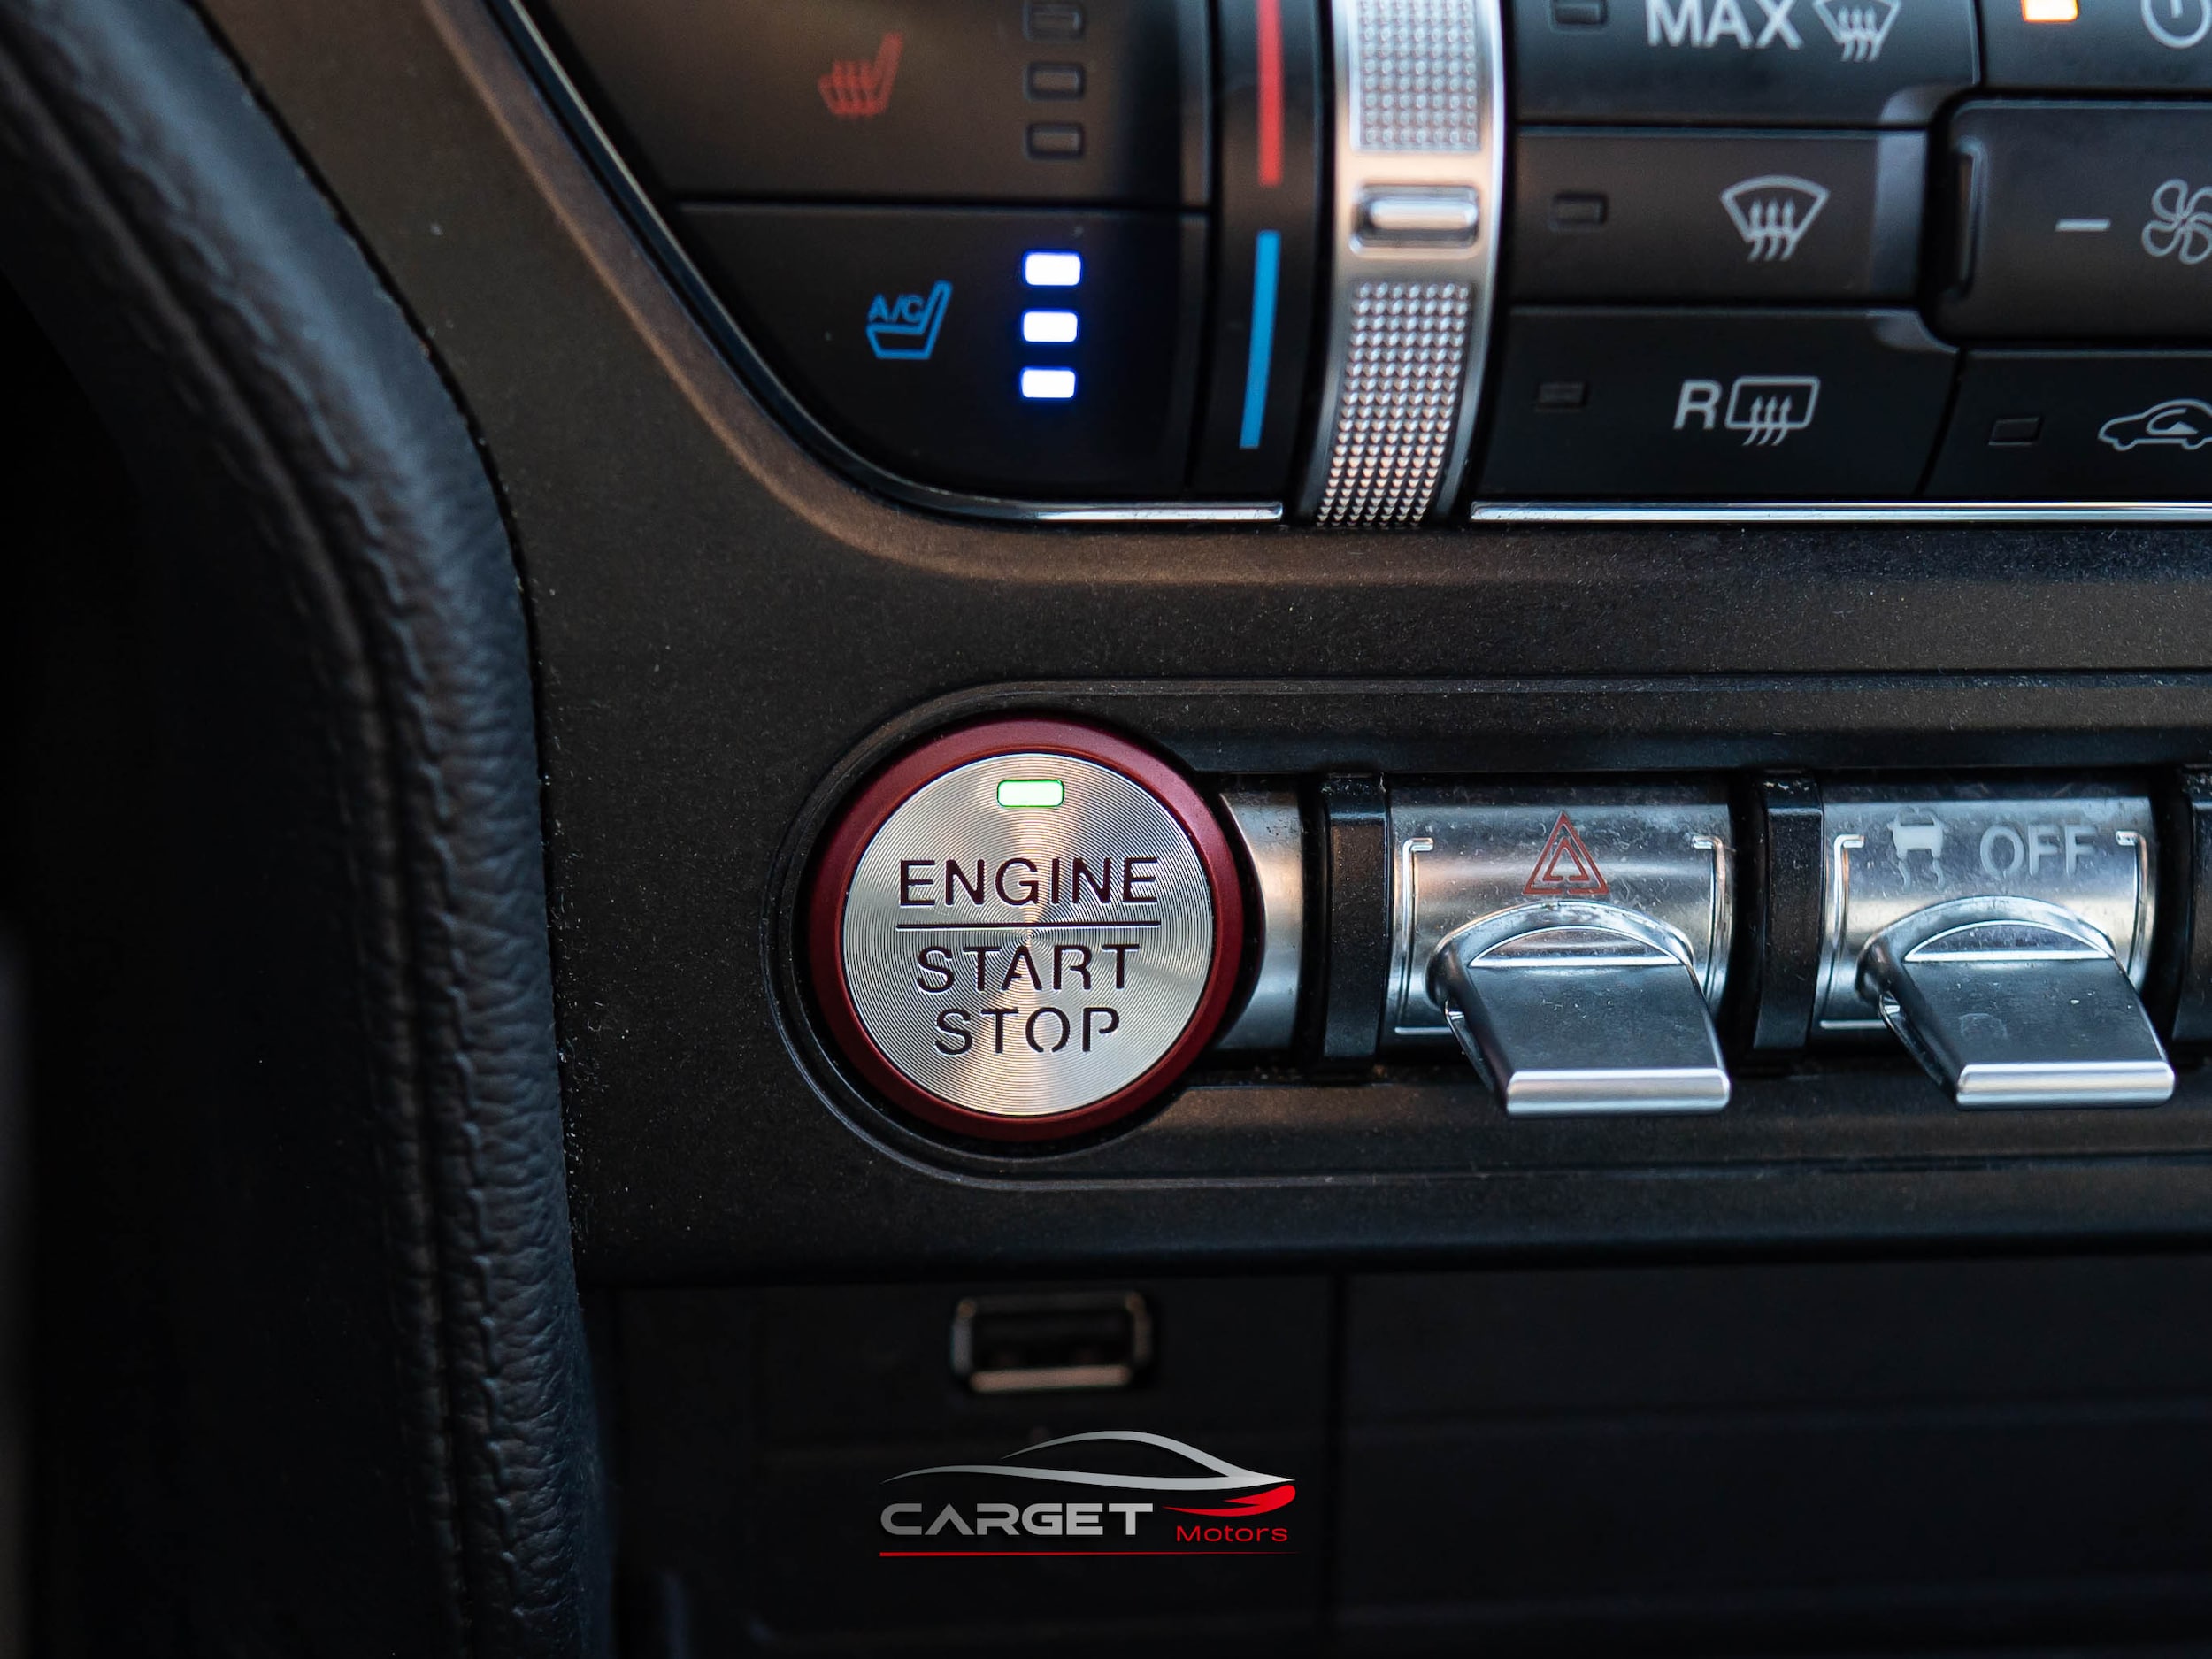 MAX
A/C
R
ENGINE
START
STOP
OFF
CARGET
Motors